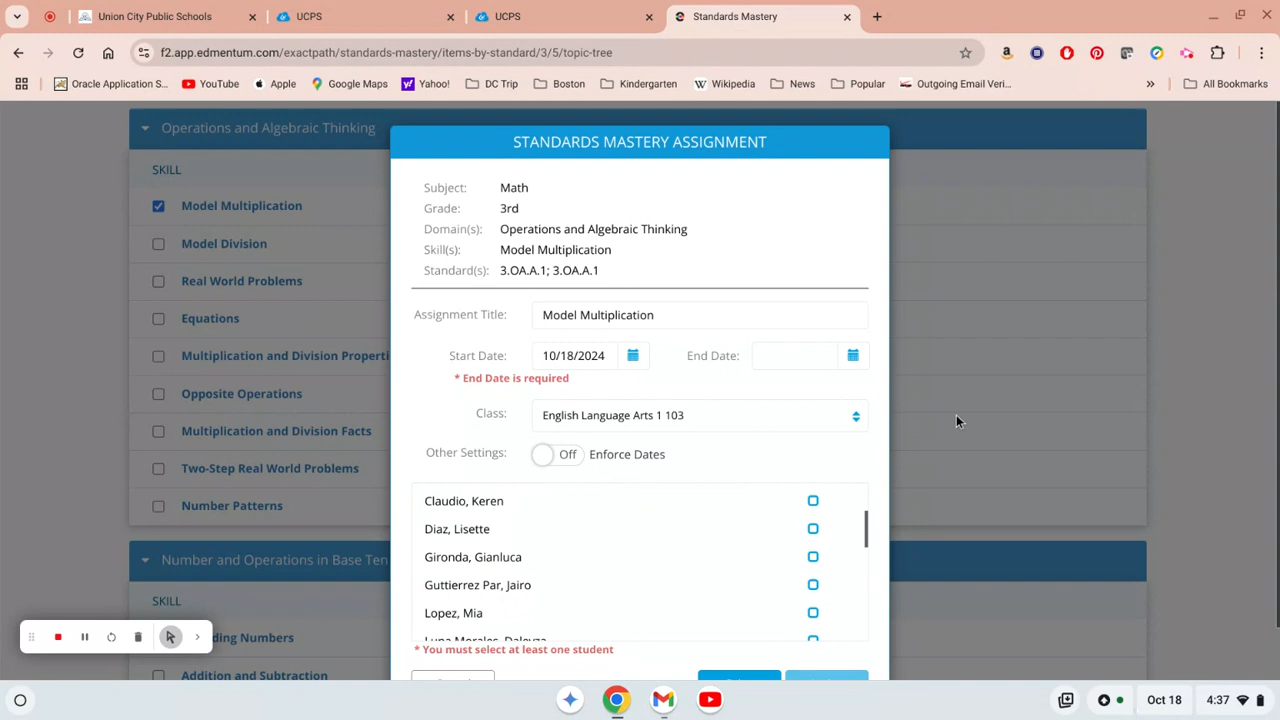 Union City Public Schools
UCPS
UCPS
Standards Mastery
f2.app.edmentum.com/exactpath/standards-mastery/items-by-standard/3/5/topic-tree
Oracle Application S...
YouTube
Apple
Google Maps
Yahoo!
DC Trip
Boston
Kindergarten
Wikipedia
News
Popular
Outgoing Email Veri...
All Bookmarks
Operations and Algebraic Thinking
SKILL
Model Multiplication
Model Division
Real World Problems
Equations
Multiplication and Division Properti
Opposite Operations
Multiplication and Division Facts
Two-Step Real World Problems
Number Patterns
Number and Operations in Base Ten
SKILL
ding Numbers
Addition and Subtraction
STANDARDS MASTERY ASSIGNMENT
Subject: Math
Grade: 3rd
Domain(s): Operations and Algebraic Thinking
Skill(s): Model Multiplication
Standard(s): 3.OA.A.1; 3.OA.A.1
Assignment Title: Model Multiplication
Start Date: 10/18/2024 End Date:
* End Date is required
Class: English Language Arts 1 103
Other Settings: Off Enforce Dates
Claudio, Keren
Diaz, Lisette
Gironda, Gianluca
Guttierrez Par, Jairo
Lopez, Mia
* You must select at least one student
Oct 18
4:37